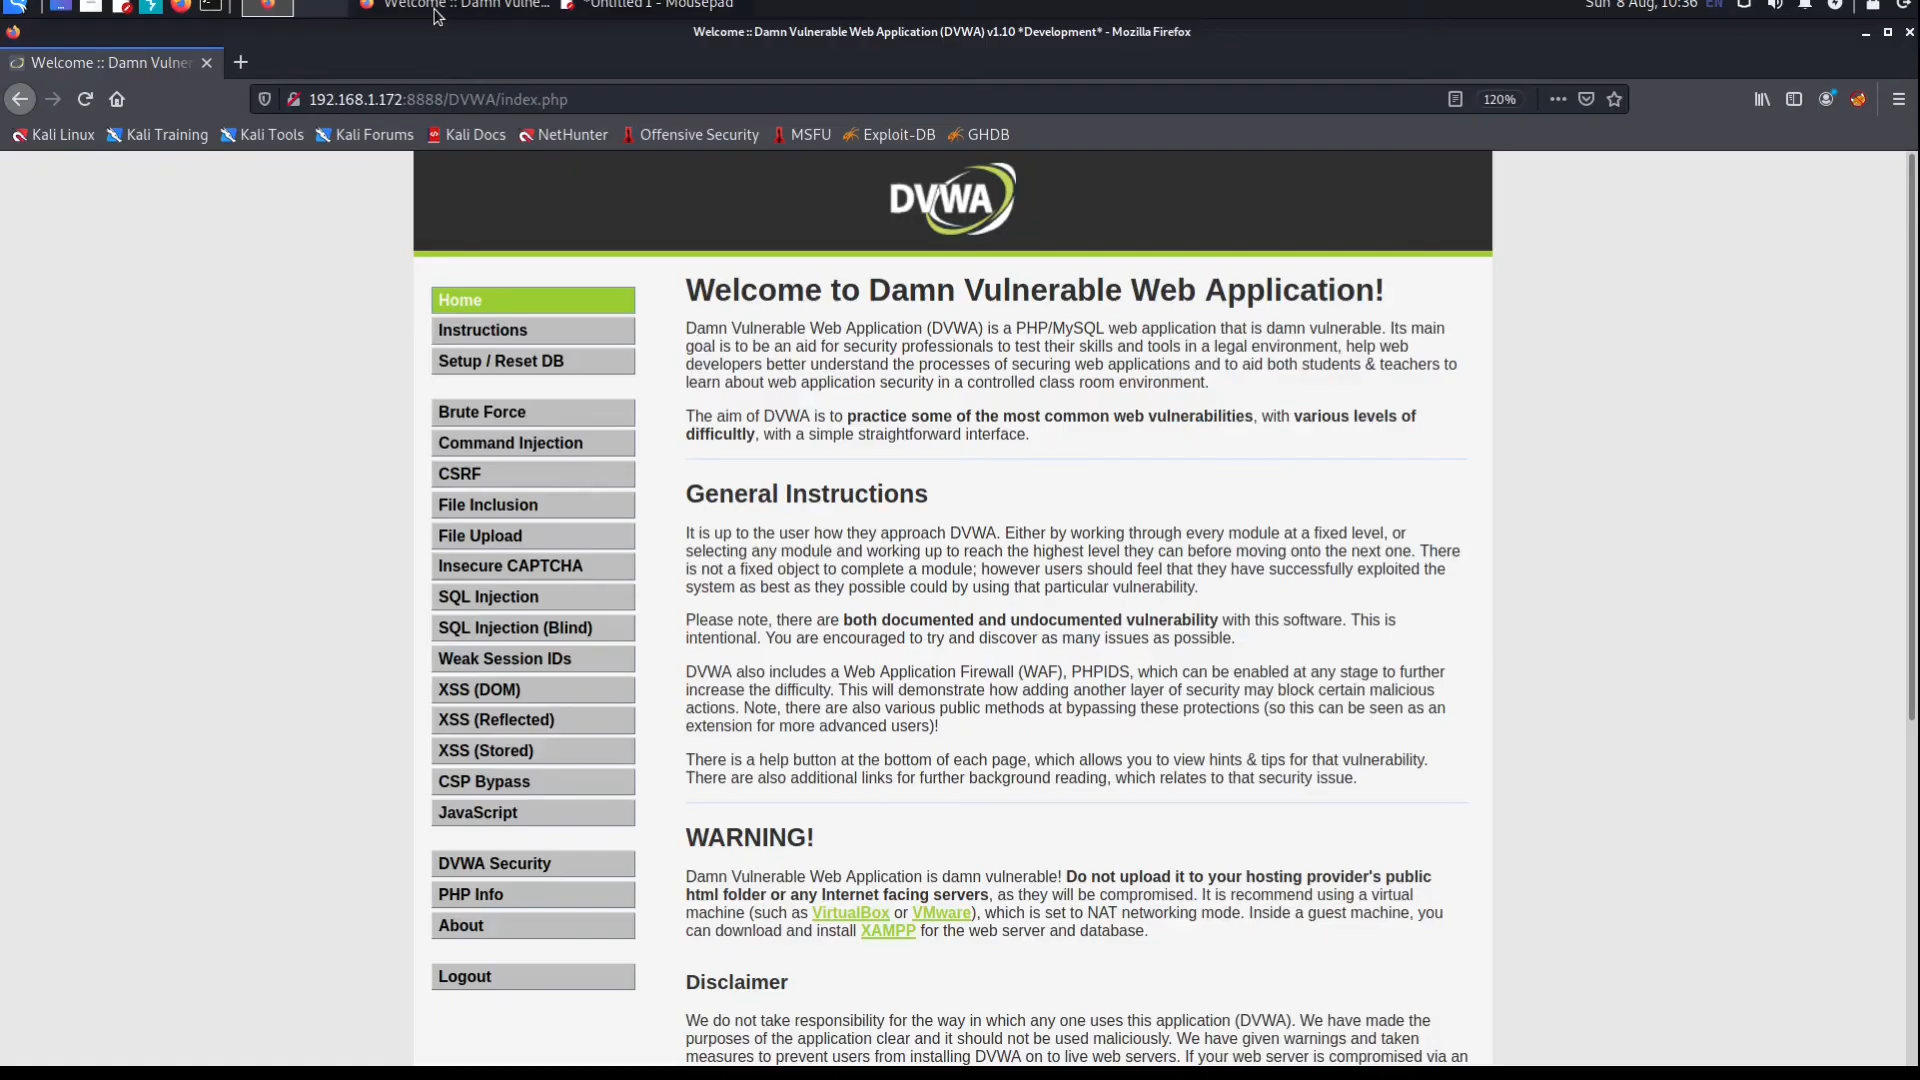 Welcome :: Damn Vulne...
*Untitled 1 - Mousepad
Sun 8 Aug, 10:36 EN
Welcome :: Damn Vulnerable Web Application (DVWA) v1.10 *Development* - Mozilla Firefox
Welcome :: Damn Vulner
192.168.1.172:8888/DVWA/index.php
120%
Kali Linux Kali Training Kali Tools Kali Forums Kali Docs NetHunter Offensive Security MSFU Exploit-DB GHDB
DVWA
Home
Instructions
Setup / Reset DB
Brute Force
Command Injection
CSRF
File Inclusion
File Upload
Insecure CAPTCHA
SQL Injection
SQL Injection (Blind)
Weak Session IDs
XSS (DOM)
XSS (Reflected)
XSS (Stored)
CSP Bypass
JavaScript
DVWA Security
PHP Info
About
Logout
Welcome to Damn Vulnerable Web Application!
Damn Vulnerable Web Application (DVWA) is a PHP/MySQL web application that is damn vulnerable. Its main
goal is to be an aid for security professionals to test their skills and tools in a legal environment, help web
developers better understand the processes of securing web applications and to aid both students & teachers to
learn about web application security in a controlled class room environment.
The aim of DVWA is to practice some of the most common web vulnerabilities, with various levels of
difficultly, with a simple straightforward interface.
General Instructions
It is up to the user how they approach DVWA. Either by working through every module at a fixed level, or
selecting any module and working up to reach the highest level they can before moving onto the next one. There
is not a fixed object to complete a module; however users should feel that they have successfully exploited the
system as best as they possible could by using that particular vulnerability.
Please note, there are both documented and undocumented vulnerability with this software. This is
intentional. You are encouraged to try and discover as many issues as possible.
DVWA also includes a Web Application Firewall (WAF), PHPIDS, which can be enabled at any stage to further
increase the difficulty. This will demonstrate how adding another layer of security may block certain malicious
actions. Note, there are also various public methods at bypassing these protections (so this can be seen as an
extension for more advanced users)!
There is a help button at the bottom of each page, which allows you to view hints & tips for that vulnerability.
There are also additional links for further background reading, which relates to that security issue.
WARNING!
Damn Vulnerable Web Application is damn vulnerable! Do not upload it to your hosting provider's public
html folder or any Internet facing servers, as they will be compromised. It is recommend using a virtual
machine (such as VirtualBox or VMware), which is set to NAT networking mode. Inside a guest machine, you
can download and install XAMPP for the web server and database.
Disclaimer
We do not take responsibility for the way in which any one uses this application (DVWA). We have made the
purposes of the application clear and it should not be used maliciously. We have given warnings and taken
measures to prevent users from installing DVWA on to live web servers. If your web server is compromised via an